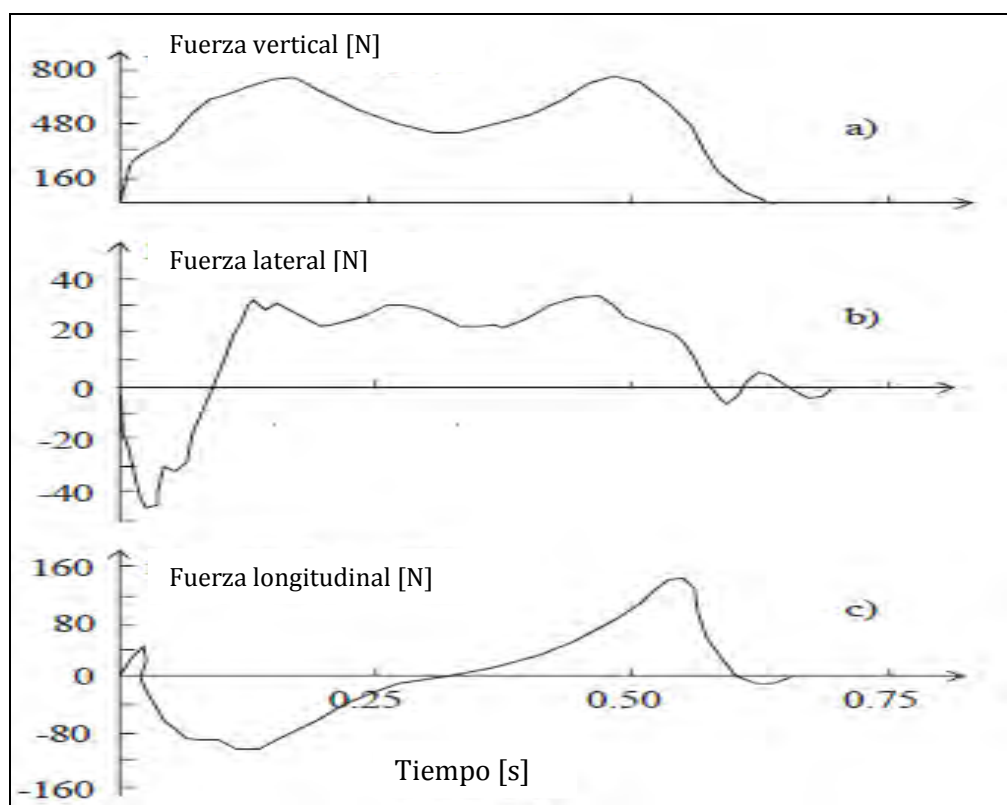 Fuerza vertical [N]
800
480
160
a)
Fuerza lateral [N]
40
20
0
-20
-40
b)
Fuerza longitudinal [N]
160
80
0
-80
-160
c)
0.25
0.50
0.75
Tiempo [s]